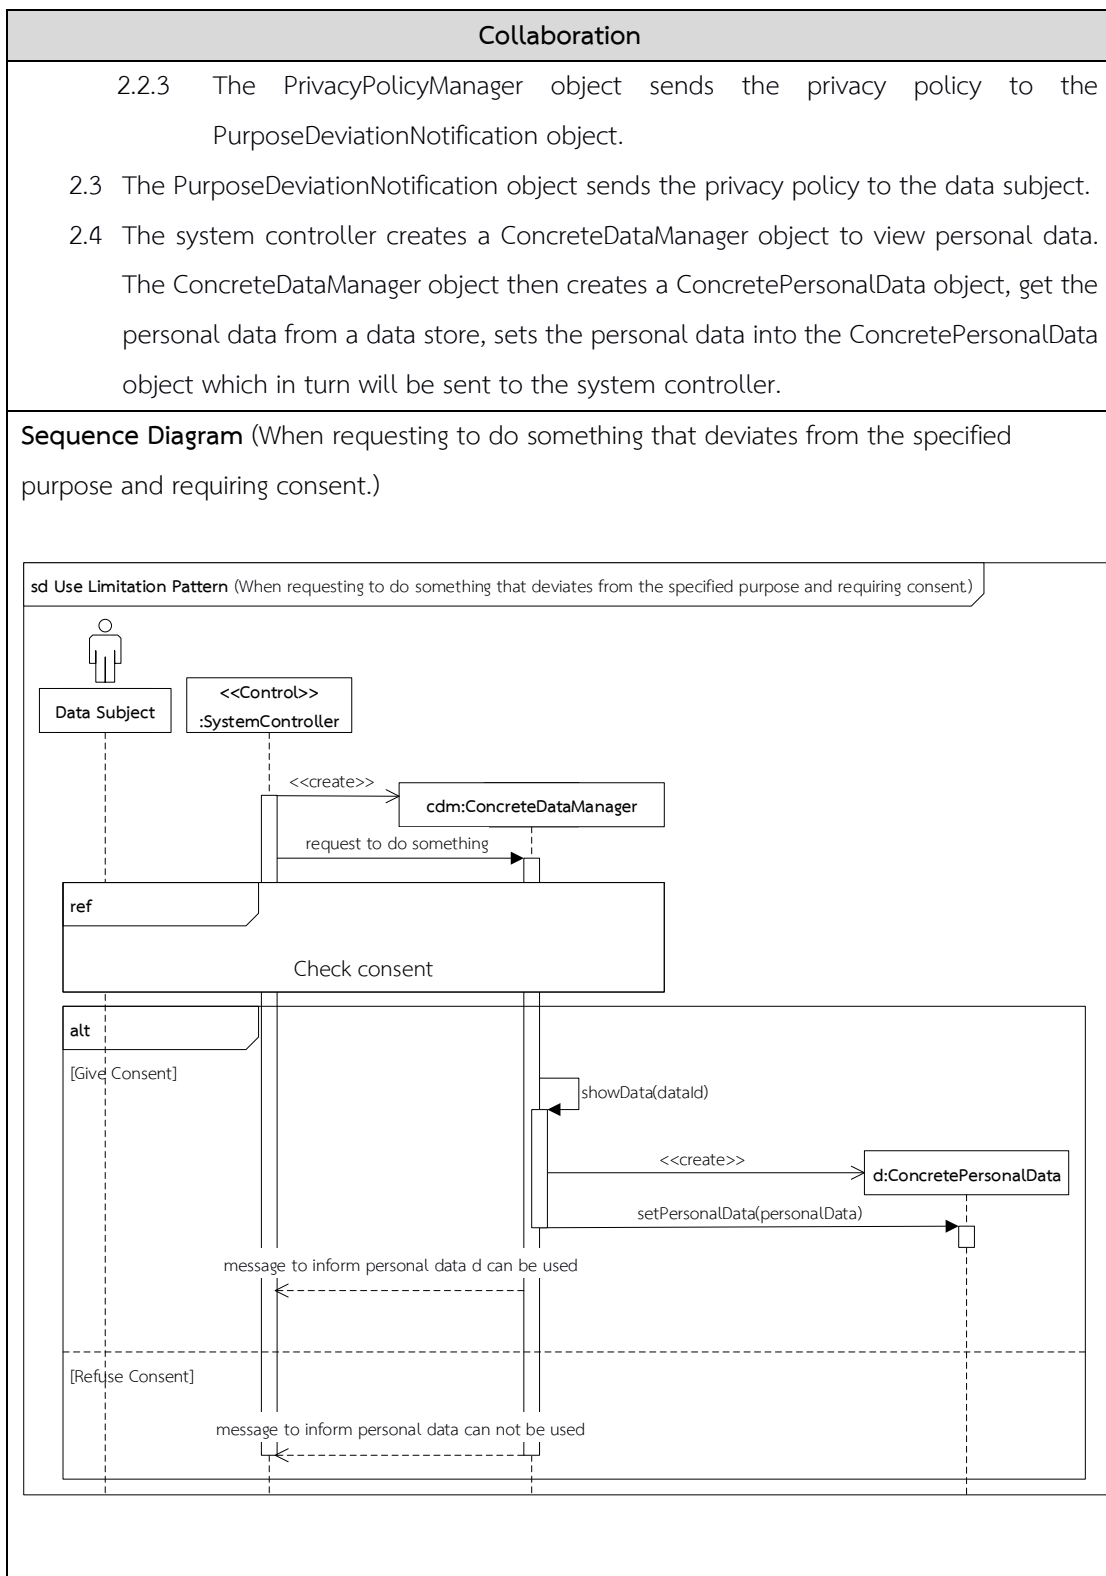 Collaboration
2.2.3 The PrivacyPolicyManager object sends the privacy policy to the
PurposeDeviationNotification object.
2.3 The PurposeDeviationNotification object sends the privacy policy to the data subject.
2.4 The system controller creates a ConcreteDataManager object to view personal data.
The ConcreteDataManager object then creates a ConcretePersonalData object, get the
personal data from a data store, sets the personal data into the ConcretePersonalData
object which in turn will be sent to the system controller.
Sequence Diagram (When requesting to do something that deviates from the specified
purpose and requiring consent.)
sd Use Limitation Pattern (When requesting to do something that deviates from the specified purpose and requiring consent.)
Data Subject
<<Control>>
:SystemController
<<create>>
cdm:ConcreteDataManager
request to do something
ref
Check consent
alt
[Give Consent]
showData(dataId)
<<create>>
d:ConcretePersonalData
setPersonalData(personalData)
message to inform personal data d can be used
[Refuse Consent]
message to inform personal data can not be used